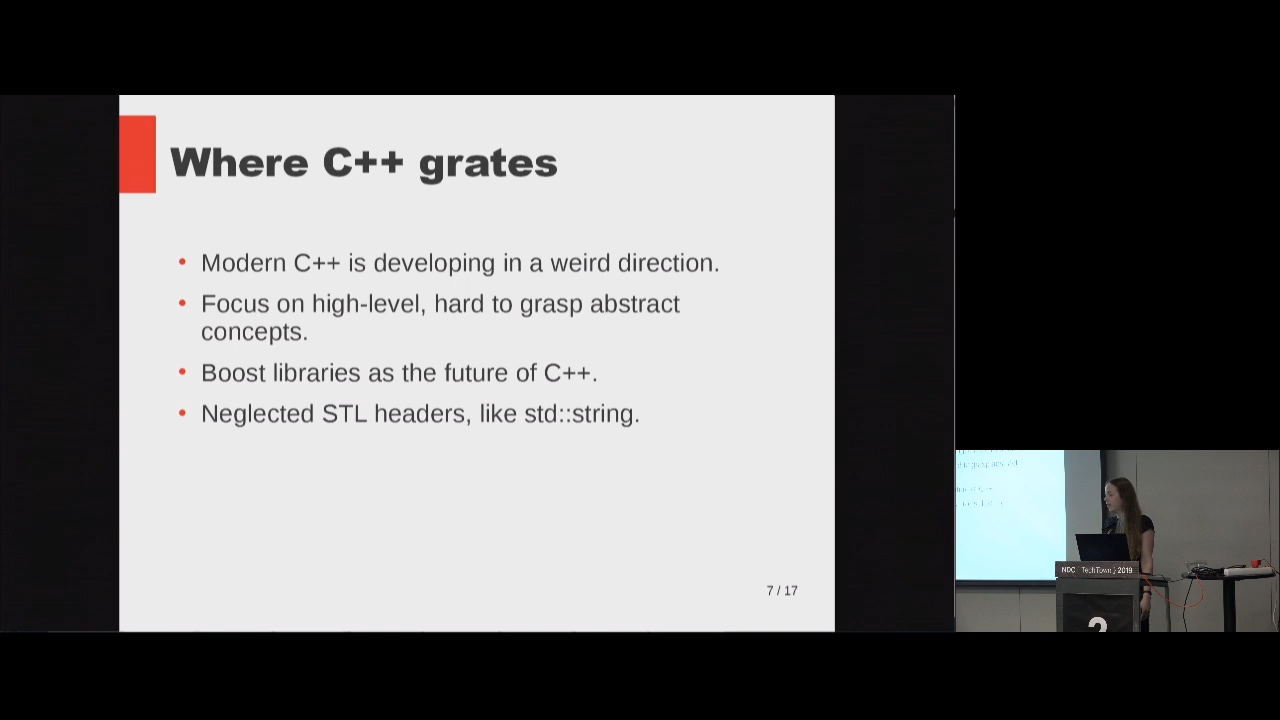 Where C++ grates
• Modern C++ is developing in a weird direction.
• Focus on high-level, hard to grasp abstract
concepts.
• Boost libraries as the future of C++.
• Neglected STL headers, like std::string.
7 / 17
NDC { TechTown } 2019
2